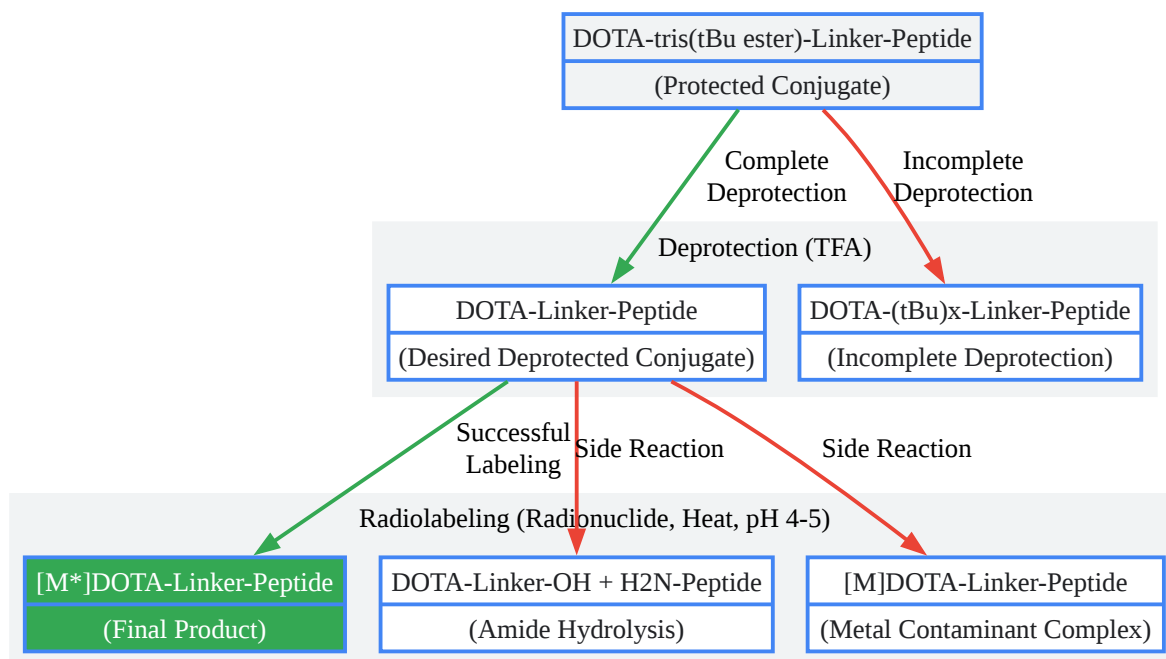 DOTA-tris(tBu ester)-Linker-Peptide
(Protected Conjugate)
Complete
Deprotection
Incomplete
Deprotection
Deprotection (TFA)
DOTA-Linker-Peptide
(Desired Deprotected Conjugate)
DOTA-(tBu)x-Linker-Peptide
(Incomplete Deprotection)
Successful
Labeling
Side Reaction
Side Reaction
Radiolabeling (Radionuclide, Heat, pH 4-5)
[M*]DOTA-Linker-Peptide
(Final Product)
DOTA-Linker-OH + H2N-Peptide
(Amide Hydrolysis)
[M]DOTA-Linker-Peptide
(Metal Contaminant Complex)